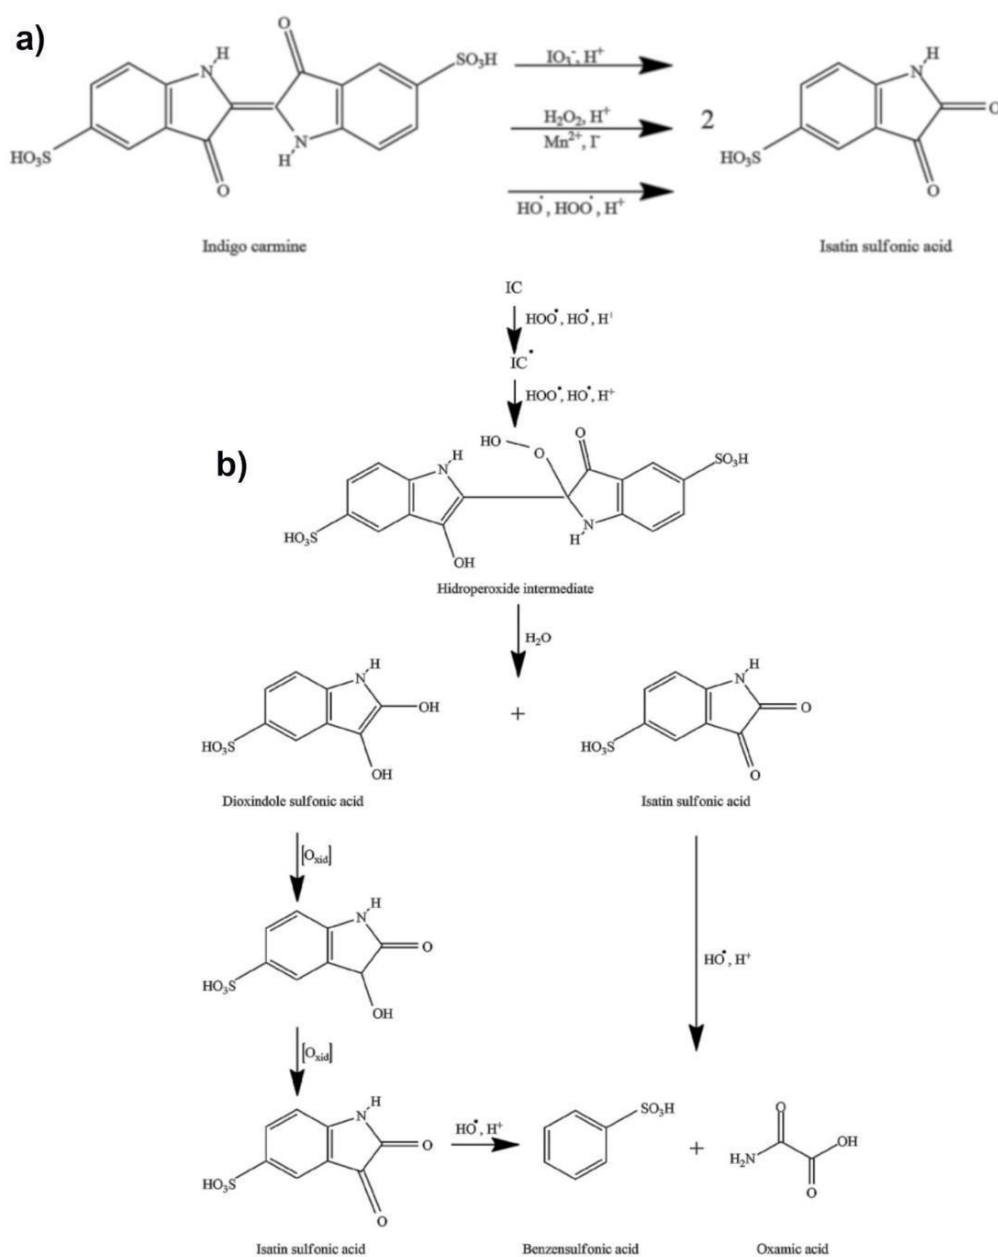 a)
H
N
O
SO₃H
HO₃S
O
N
H
Indigo carmine
IO₃⁻, H⁺
H₂O₂, H⁺
Mn²⁺, I⁻
HO•, HOO•, H⁺
2
H
N
O
HO₃S
O
Isatin sulfonic acid
IC
HOO•, HO•, H⁺
IC•
HOO•, HO•, H⁺
b)
HO
O
O
H
N
SO₃H
HO₃S
N
H
OH
Hidroperoxide intermediate
H₂O
H
N
OH
HO₃S
OH
Dioxindole sulfonic acid
+
H
N
O
HO₃S
O
Isatin sulfonic acid
[Oxid]
H
N
O
HO₃S
OH
HO•, H⁺
[Oxid]
H
N
O
HO₃S
O
Isatin sulfonic acid
HO•, H⁺
SO₃H
Benzensulfonic acid
+
O
OH
H₂N
O
Oxamic acid